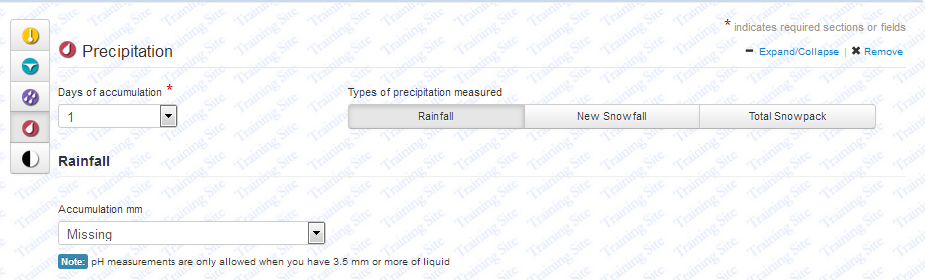 * indicates required sections or fields
Precipitation
Expand/Collapse | Remove
Days of accumulation *
Types of precipitation measured
1
Rainfall New Snowfall Total Snowpack
Rainfall
Accumulation mm
Missing
Note: pH measurements are only allowed when you have 3.5 mm or more of liquid
Training Site